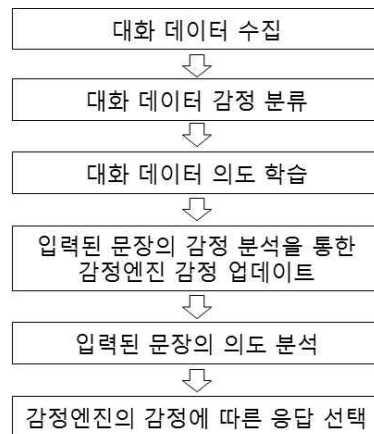 대화 데이터 수집
대화 데이터 감정 분류
대화 데이터 의도 학습
입력된 문장의 감정 분석을 통한
감정엔진 감정 업데이트
입력된 문장의 의도 분석
감정엔진의 감정에 따른 응답 선택